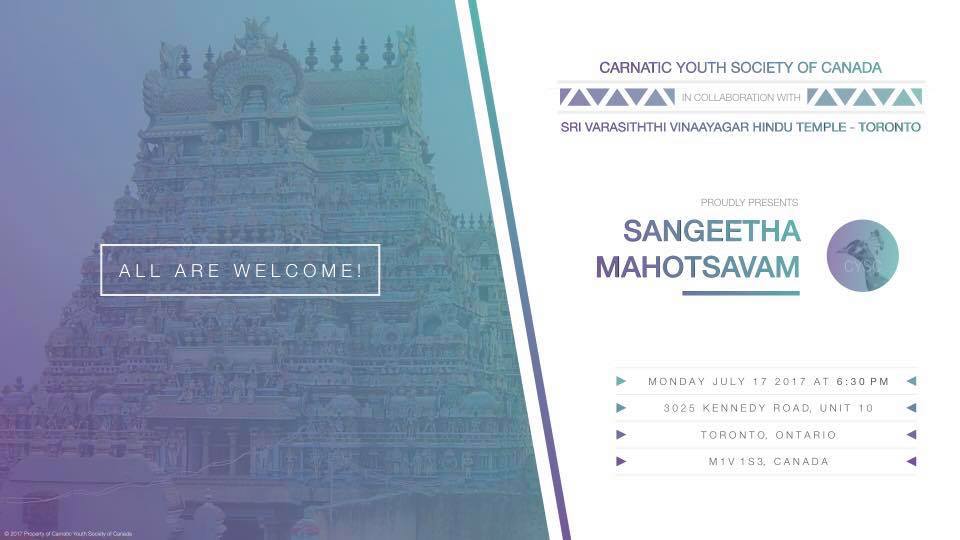 ALL ARE WELCOME!
© 2017 Property of Carnatic Youth Society of Canada
CARNATIC YOUTH SOCIETY OF CANADA
IN COLLABORATION WITH
SRI VARASITHTHI VINAAYAGAR HINDU TEMPLE - TORONTO
PROUDLY PRESENTS
SANGEETHA
MAHOTSAVAM
CYSC
MONDAY JULY 17 2017 AT 6:30 PM
3025 KENNEDY ROAD, UNIT 10
TORONTO, ONTARIO
M1V 1S3, CANADA